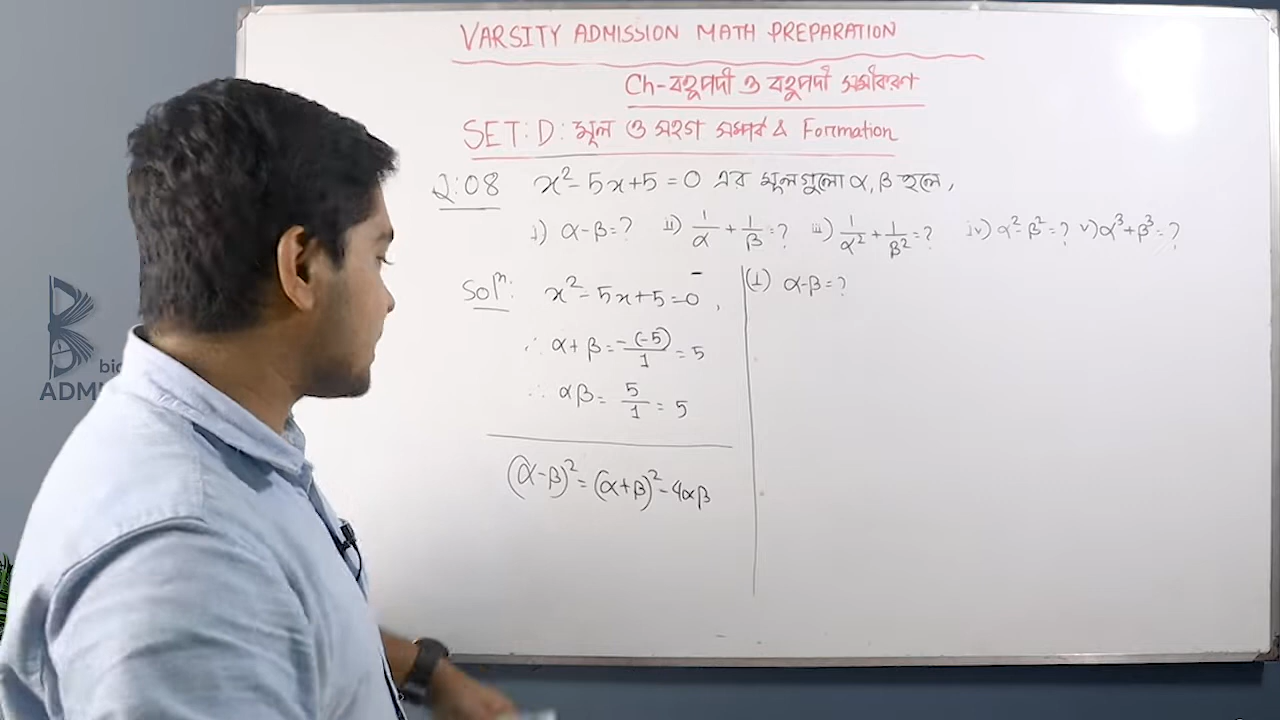 VARSITY ADMISSION MATH PREPARATION
Ch-বহুপদী ও বহুপদী সমীকরণ
SET: D: মূল ও সহগ সম্পর্ক & Formation
Q:08 x² - 5x + 5 = 0 এর মূলগুলো α, β হলে,
i) α - β = ? ii) 1/α + 1/β = ? iii) 1/α² + 1/β² = ? iv) α² - β² = ? v) α³ + β³ = ?
Solⁿ: x² - 5x + 5 = 0,
∴ α + β = -(-5)/1 = 5
∴ αβ = 5/1 = 5
(α - β)² = (α + β)² - 4αβ
(i) α - β = ?